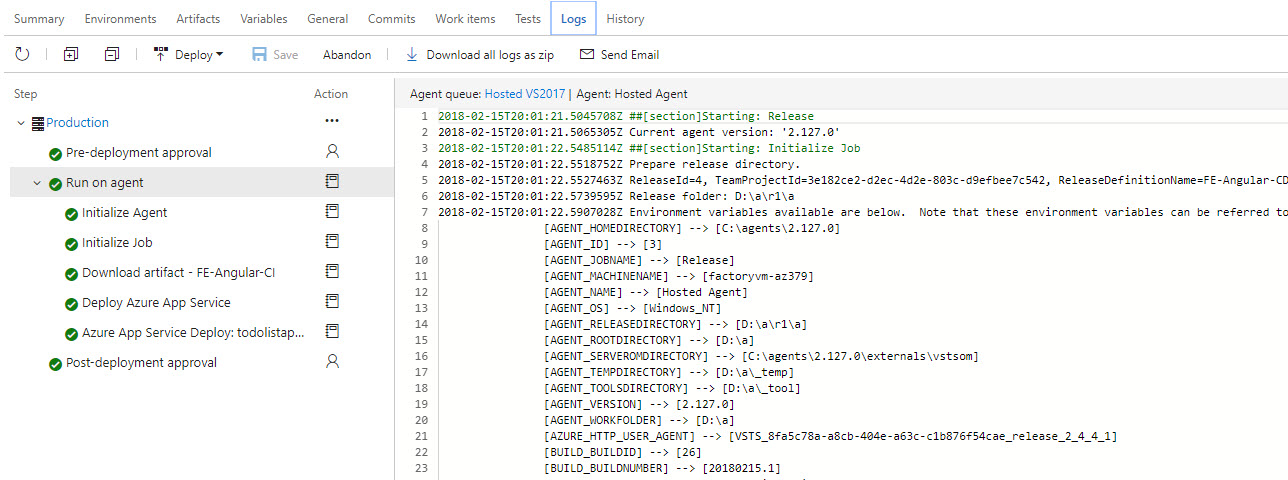 Summary Environments Artifacts Variables General Commits Work items Tests Logs History
Deploy Save Abandon Download all logs as zip Send Email
Step Action
Production ...
Pre-deployment approval
Run on agent
Initialize Agent
Initialize Job
Download artifact - FE-Angular-CI
Deploy Azure App Service
Azure App Service Deploy: todolistap...
Post-deployment approval
Agent queue: Hosted VS2017 | Agent: Hosted Agent
1 2018-02-15T20:01:21.5045708Z ##[section]Starting: Release
2 2018-02-15T20:01:21.5065305Z Current agent version: '2.127.0'
3 2018-02-15T20:01:22.5485114Z ##[section]Starting: Initialize Job
4 2018-02-15T20:01:22.5518752Z Prepare release directory.
5 2018-02-15T20:01:22.5527463Z ReleaseId=4, TeamProjectId=3e182ce2-d2ec-4d2e-803c-d9efbee7c542, ReleaseDefinitionName=FE-Angular-CD
6 2018-02-15T20:01:22.5739595Z Release folder: D:\a\r1\a
7 2018-02-15T20:01:22.5907028Z Environment variables available are below.  Note that these environment variables can be referred to
8 [AGENT_HOMEDIRECTORY] --> [C:\agents\2.127.0]
9 [AGENT_ID] --> [3]
10 [AGENT_JOBNAME] --> [Release]
11 [AGENT_MACHINENAME] --> [factoryvm-az379]
12 [AGENT_NAME] --> [Hosted Agent]
13 [AGENT_OS] --> [Windows_NT]
14 [AGENT_RELEASEDIRECTORY] --> [D:\a\r1\a]
15 [AGENT_ROOTDIRECTORY] --> [D:\a]
16 [AGENT_SERVEROMDIRECTORY] --> [C:\agents\2.127.0\externals\vstsom]
17 [AGENT_TEMPDIRECTORY] --> [D:\a\_temp]
18 [AGENT_TOOLSDIRECTORY] --> [D:\a\_tool]
19 [AGENT_VERSION] --> [2.127.0]
20 [AGENT_WORKFOLDER] --> [D:\a]
21 [AZURE_HTTP_USER_AGENT] --> [VSTS_8fa5c78a-a8cb-404e-a63c-c1b876f54cae_release_2_4_4_1]
22 [BUILD_BUILDID] --> [26]
23 [BUILD_BUILDNUMBER] --> [20180215.1]